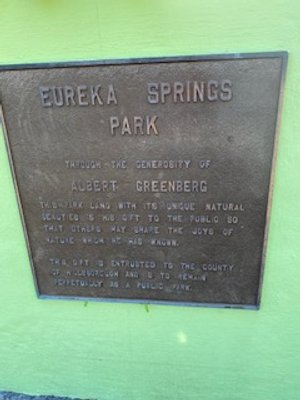 EUREKA SPRINGS
PARK
THROUGH THE GENEROSITY OF
ALBERT GREENBERG
THIS PARK LAND WITH ITS UNIQUE NATURAL
BEAUTIES IS HIS GIFT TO THE PUBLIC SO
THAT OTHERS MAY SHARE THE JOYS OF
NATURE WHICH HE HAS KNOWN.
THIS GIFT IS ENTRUSTED TO THE COUNTY
OF HILLSBOROUGH AND IS TO REMAIN
PERPETUALLY AS A PUBLIC PARK.